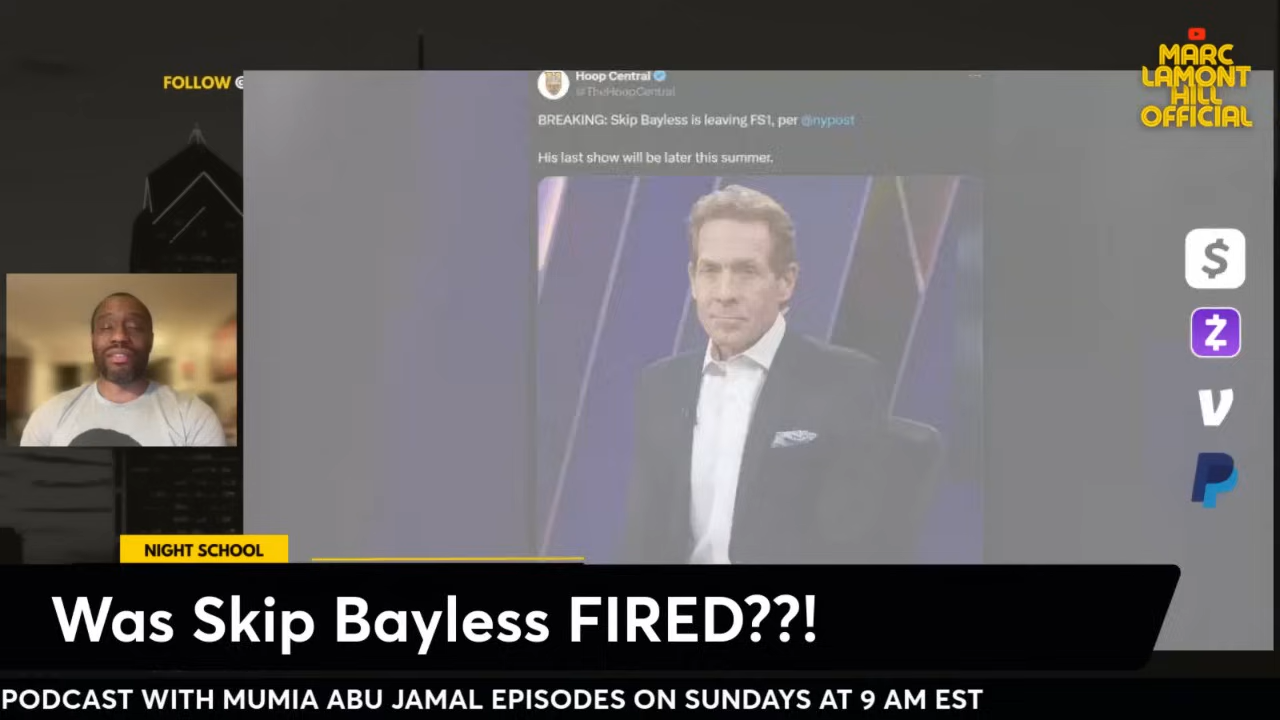 FOLLOW @
Hoop Central
@TheHoopCentral
BREAKING: Skip Bayless is leaving FS1, per @nypost
His last show will be later this summer.
MARC
LAMONT
HILL
OFFICIAL
NIGHT SCHOOL
Was Skip Bayless FIRED??!
PODCAST WITH MUMIA ABU JAMAL EPISODES ON SUNDAYS AT 9 AM EST